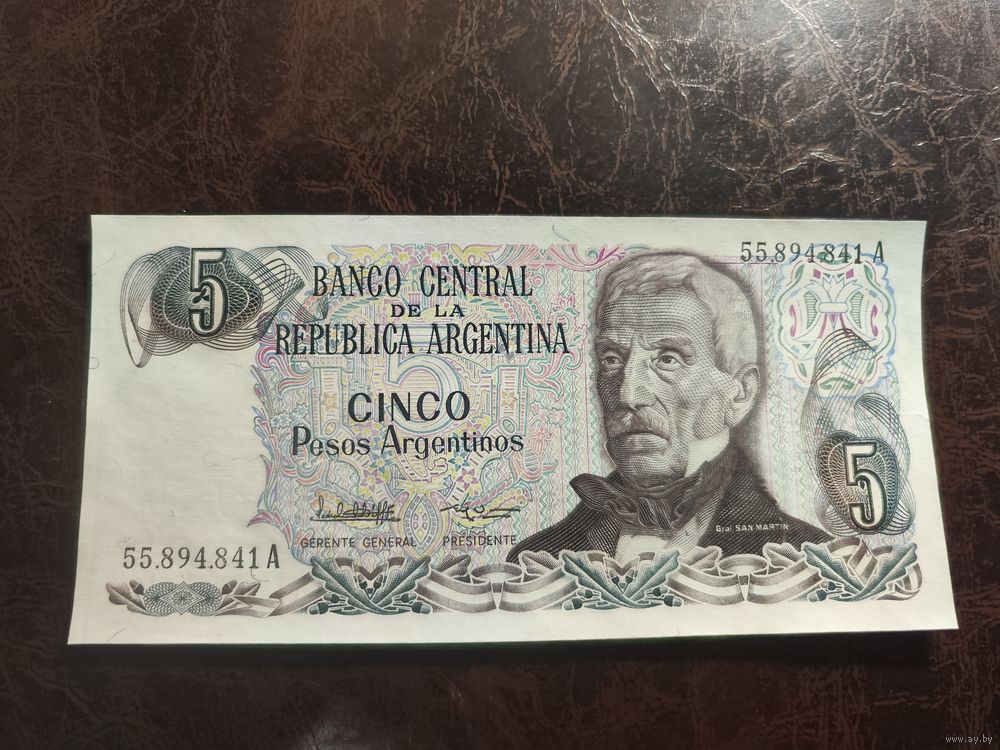 5
55.894.841 A
BANCO CENTRAL
DE LA
REPUBLICA ARGENTINA
5
CINCO
Pesos Argentinos
5
Gral. SAN MARTIN
GERENTE GENERAL PRESIDENTE
55.894.841 A
www.ay.by